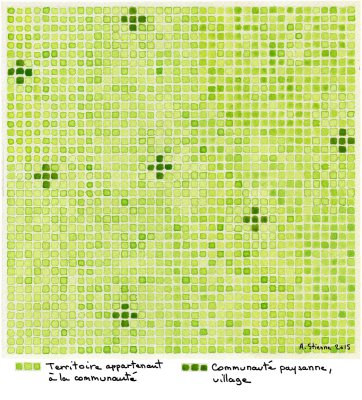 A. Stienne 2015
Territoire appartenant
à la communauté
Communauté paysanne,
village